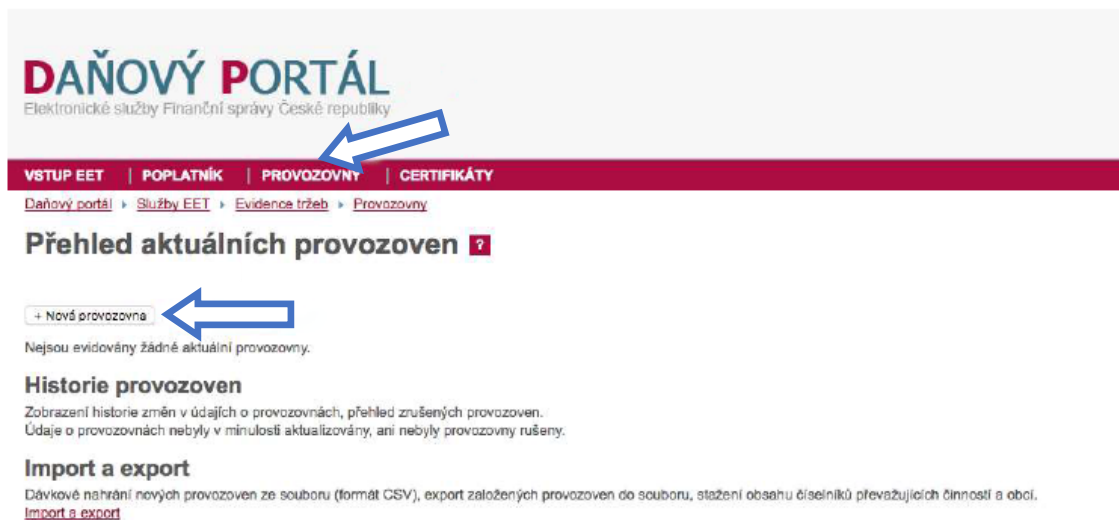 DAŇOVÝ PORTÁL
Elektronické služby Finanční správy České republiky
VSTUP EET | POPLATNÍK | PROVOZOVNY | CERTIFIKÁTY
Daňový portál ▸ Služby EET ▸ Evidence tržeb ▸ Provozovny
Přehled aktuálních provozoven ?
+ Nová provozovna
Nejsou evidovány žádné aktuální provozovny.
Historie provozoven
Zobrazení historie změn v údajích o provozovnách, přehled zrušených provozoven.
Údaje o provozovnách nebyly v minulosti aktualizovány, ani nebyly provozovny rušeny.
Import a export
Dávkové nahrání nových provozoven ze souboru (formát CSV), export založených provozoven do souboru, stažení obsahu číselníků převažujících činností a obcí.
Import a export